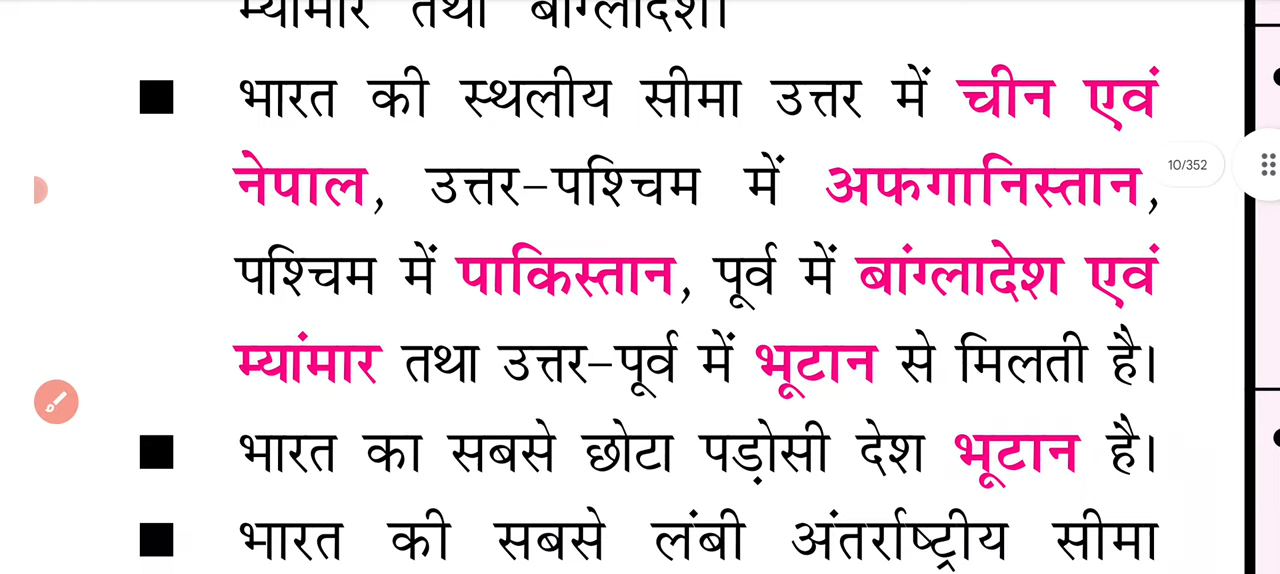 म्यांमार तथा बांग्लादेश।
■ भारत की स्थलीय सीमा उत्तर में चीन एवं
नेपाल, उत्तर-पश्चिम में अफगानिस्तान,
पश्चिम में पाकिस्तान, पूर्व में बांग्लादेश एवं
म्यांमार तथा उत्तर-पूर्व में भूटान से मिलती है।
■ भारत का सबसे छोटा पड़ोसी देश भूटान है।
■ भारत की सबसे लंबी अंतर्राष्ट्रीय सीमा
10/352